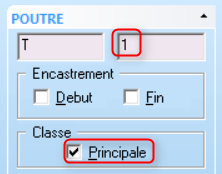 POUTRE
T 1
Encastrement
Debut Fin
Classe
Principale